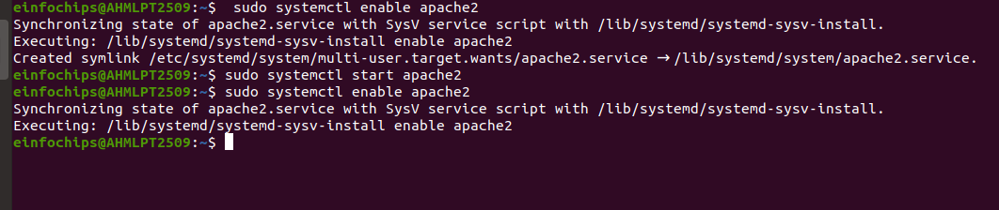 einfochips@AHMLPT2509:~$  sudo systemctl enable apache2
Synchronizing state of apache2.service with SysV service script with /lib/systemd/systemd-sysv-install.
Executing: /lib/systemd/systemd-sysv-install enable apache2
Created symlink /etc/systemd/system/multi-user.target.wants/apache2.service → /lib/systemd/system/apache2.service.
einfochips@AHMLPT2509:~$ sudo systemctl start apache2
einfochips@AHMLPT2509:~$ sudo systemctl enable apache2
Synchronizing state of apache2.service with SysV service script with /lib/systemd/systemd-sysv-install.
Executing: /lib/systemd/systemd-sysv-install enable apache2
einfochips@AHMLPT2509:~$